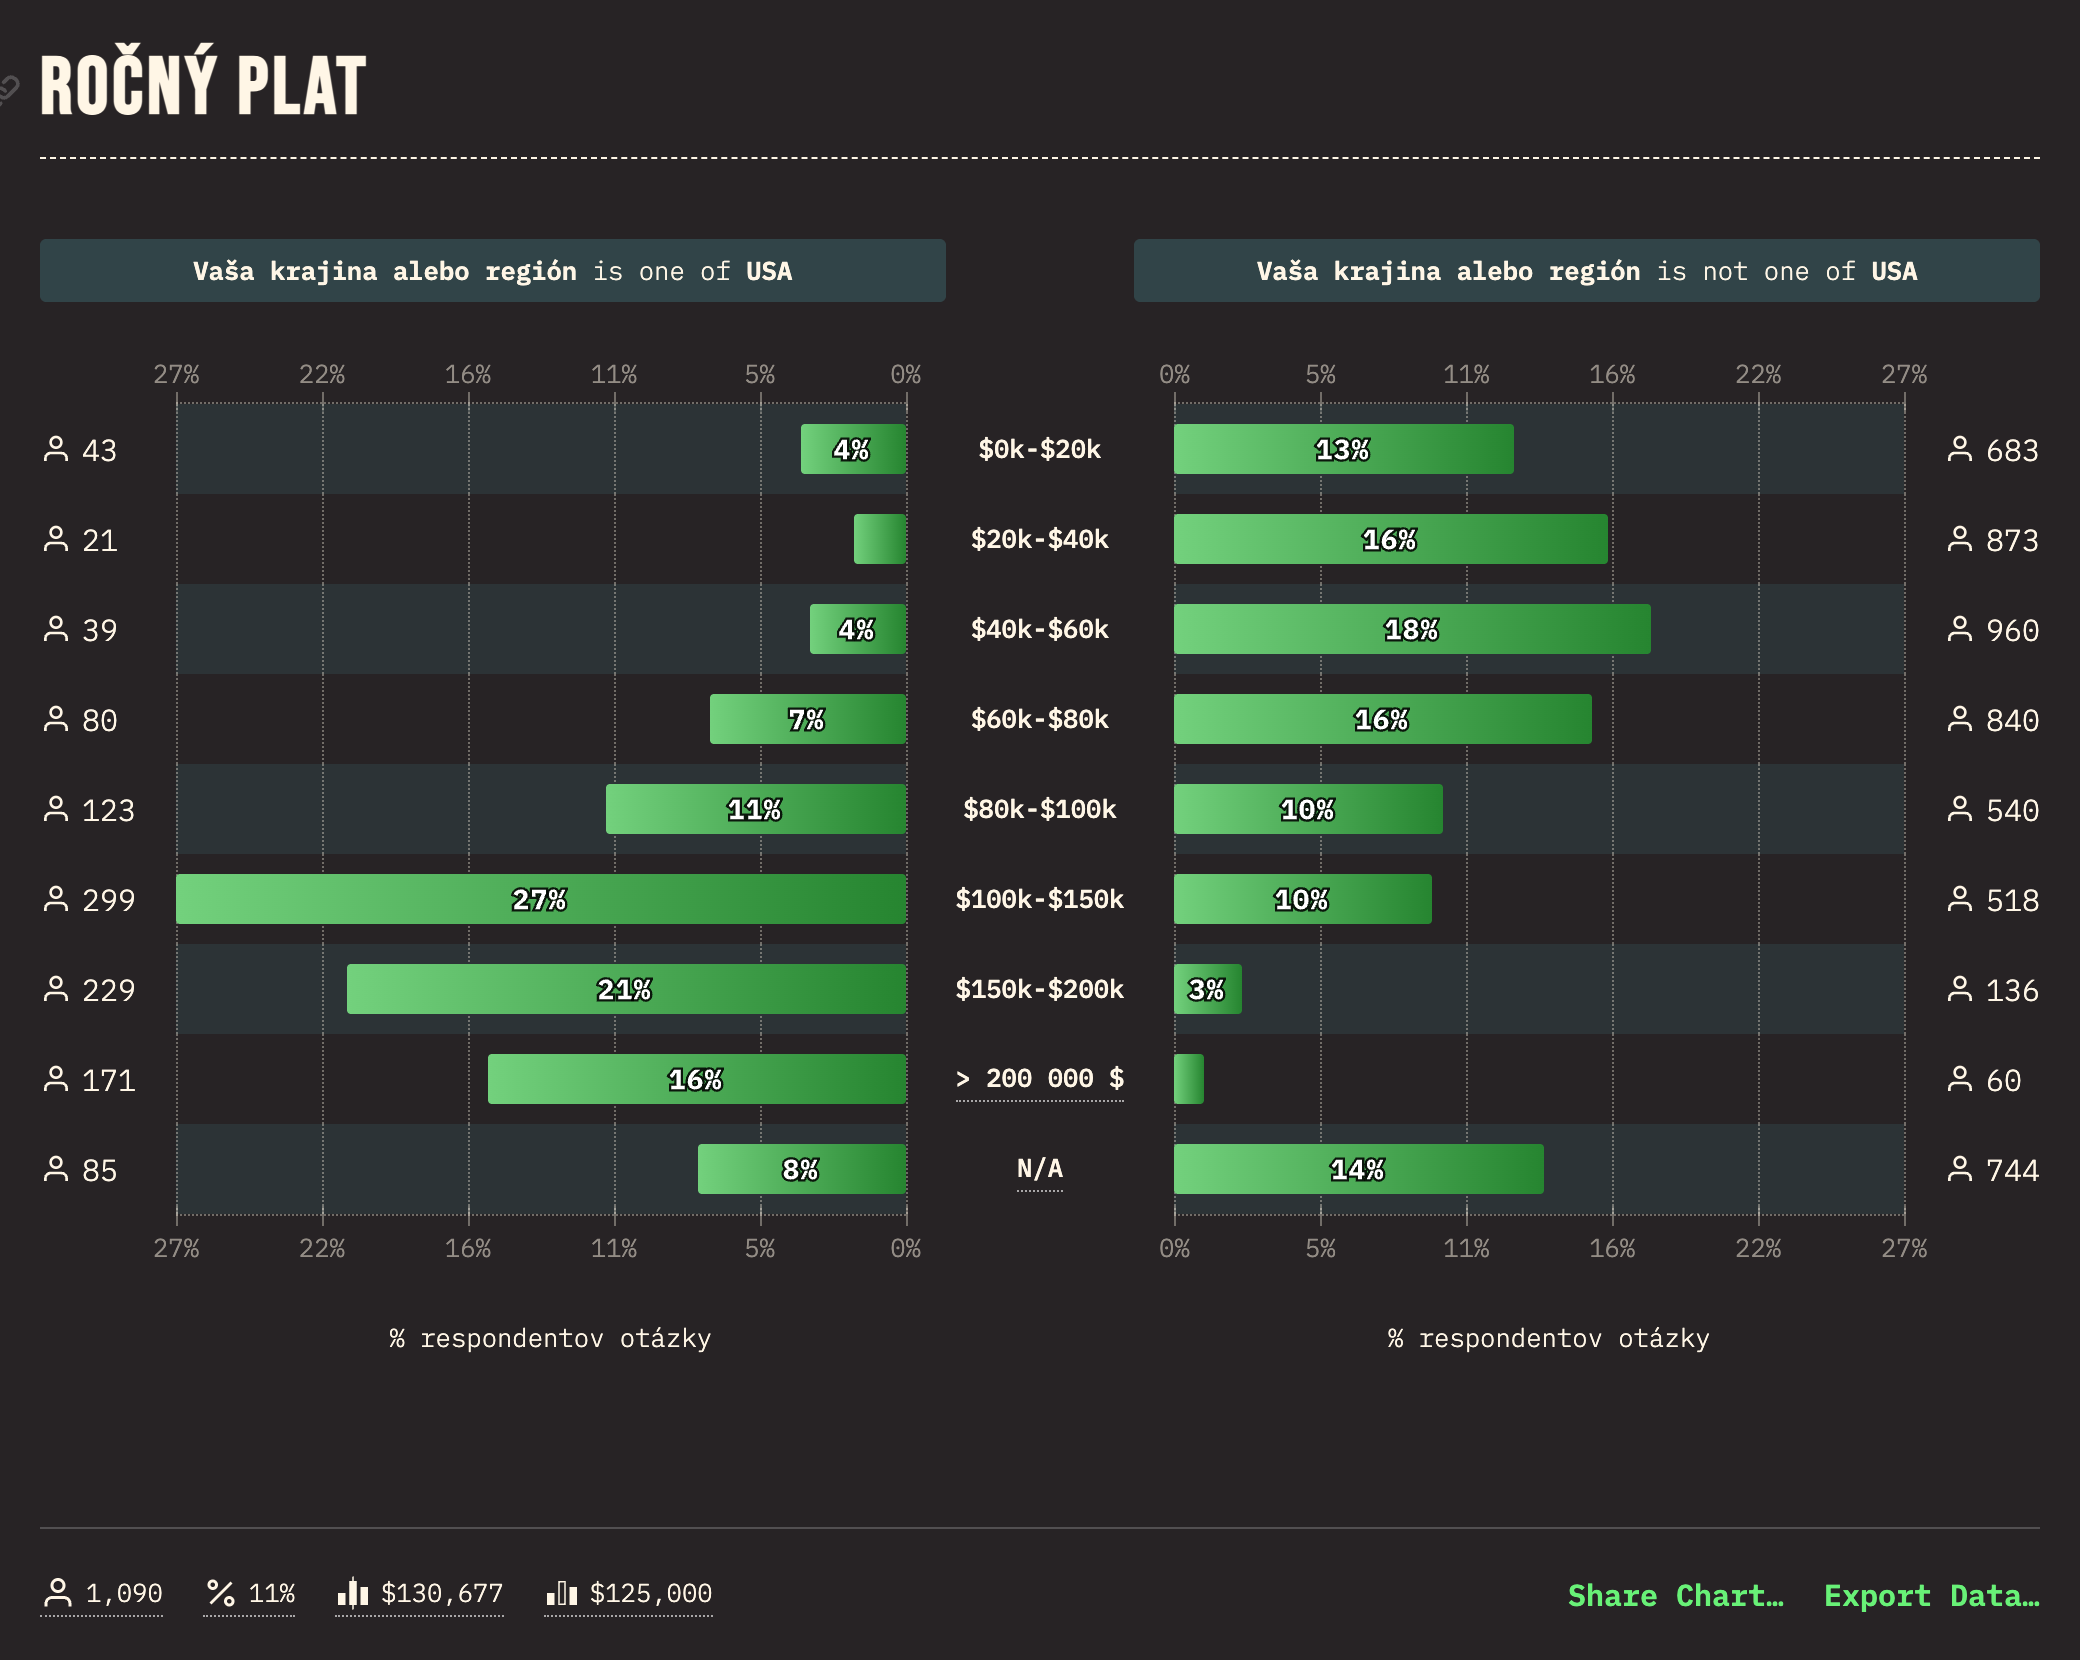 ROČNÝ PLAT
Vaša krajina alebo región is one of USA
Vaša krajina alebo región is not one of USA
27% 22% 16% 11% 5% 0%
0% 5% 11% 16% 22% 27%
43 4% $0k-$20k 13% 683
21 $20k-$40k 16% 873
39 4% $40k-$60k 18% 960
80 7% $60k-$80k 16% 840
123 11% $80k-$100k 10% 540
299 27% $100k-$150k 10% 518
229 21% $150k-$200k 3% 136
171 16% > 200 000 $ 60
85 8% N/A 14% 744
27% 22% 16% 11% 5% 0%
0% 5% 11% 16% 22% 27%
% respondentov otázky
% respondentov otázky
1,090 11% $130,677 $125,000
Share Chart… Export Data…